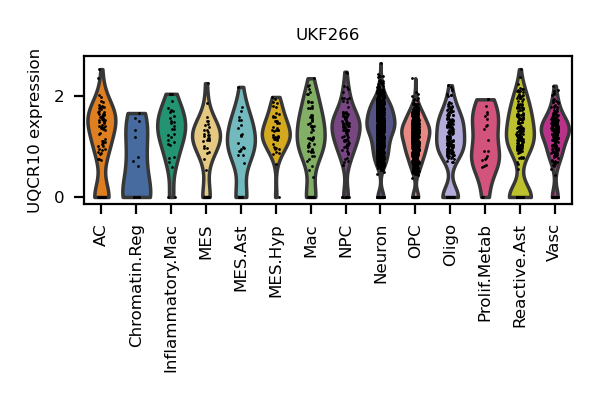 UKF266
UQCR10 expression
2
0
AC
Chromatin.Reg
Inflammatory.Mac
MES
MES.Ast
MES.Hyp
Mac
NPC
Neuron
OPC
Oligo
Prolif.Metab
Reactive.Ast
Vasc